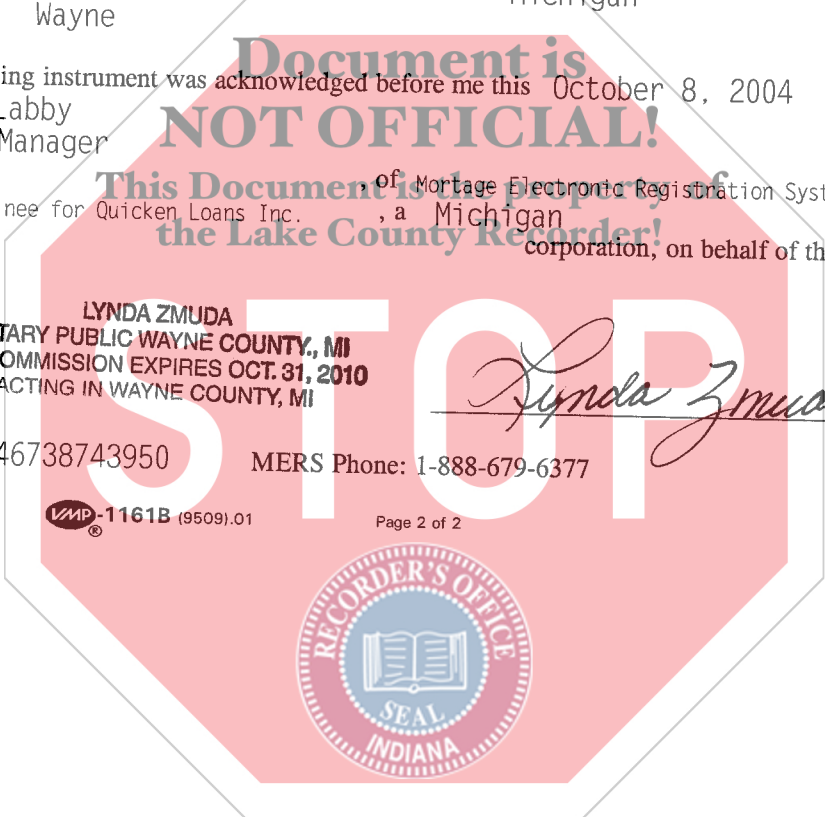 Michigan
Wayne
Document is
ing instrument was acknowledged before me this October 8, 2004
Labby
NOT OFFICIAL!
Manager
This Document is the property of
, of Mortage Electronic Registration Syst
nee for Quicken Loans Inc. , a Michigan
the Lake County Recorder!
corporation, on behalf of th
STOP
LYNDA ZMUDA
TARY PUBLIC WAYNE COUNTY., MI
OMMISSION EXPIRES OCT. 31, 2010
ACTING IN WAYNE COUNTY, MI
Lynda Zmuda
46738743950 MERS Phone: 1-888-679-6377
VMP®-1161B (9509).01 Page 2 of 2
RECORDER'S OFFICE
SEAL
INDIANA